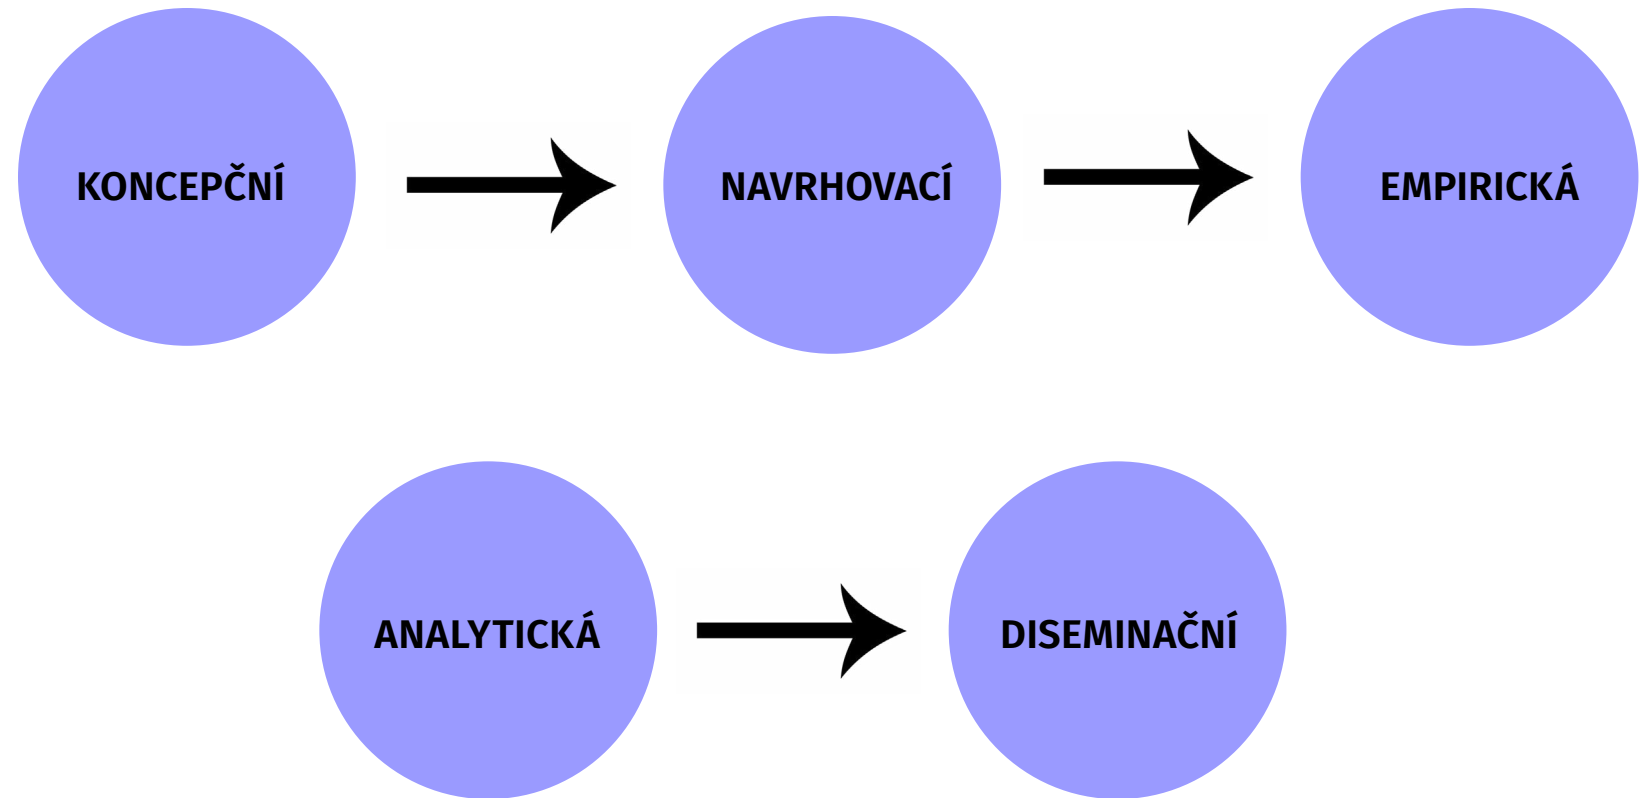 KONCEPČNÍ
NAVRHOVACÍ
EMPIRICKÁ
ANALYTICKÁ
DISEMINAČNÍ